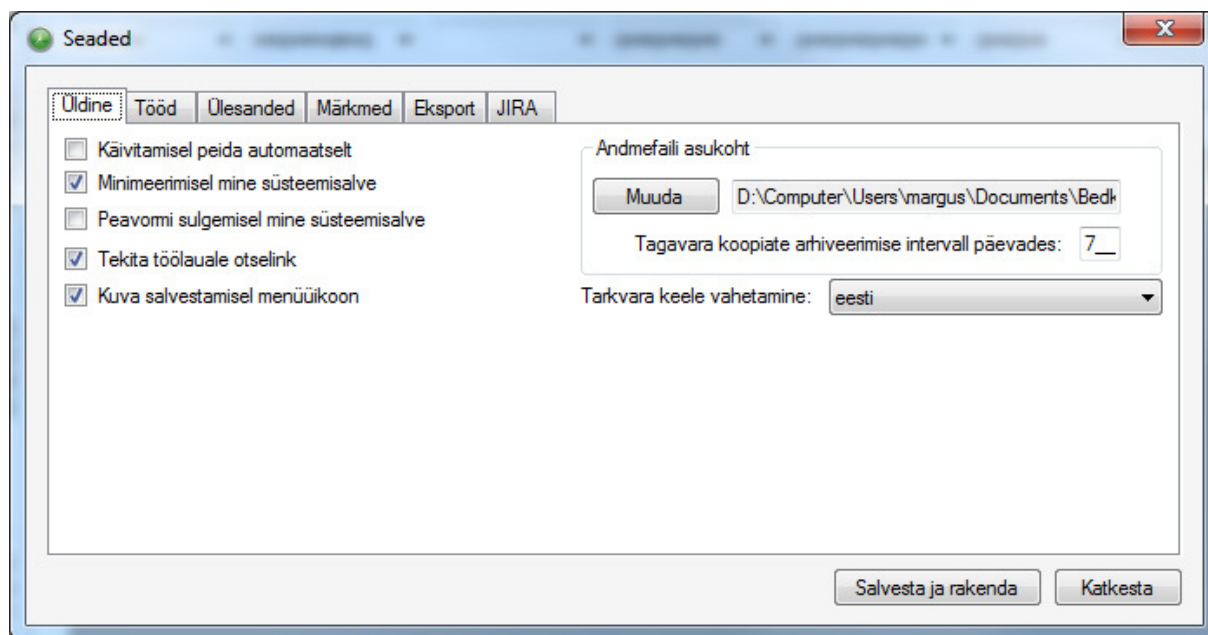 Seaded
Üldine Tööd Ülesanded Märkmed Eksport JIRA
Käivitamisel peida automaatselt
Minimeerimisel mine süsteemisalve
Peavormi sulgemisel mine süsteemisalve
Tekita töölauale otselink
Kuva salvestamisel menüüikoon
Andmefaili asukoht
Muuda D:\Computer\Users\margus\Documents\Bedk
Tagavara koopiate arhiveerimise intervall päevades: 7__
Tarkvara keele vahetamine: eesti
Salvesta ja rakenda Katkesta